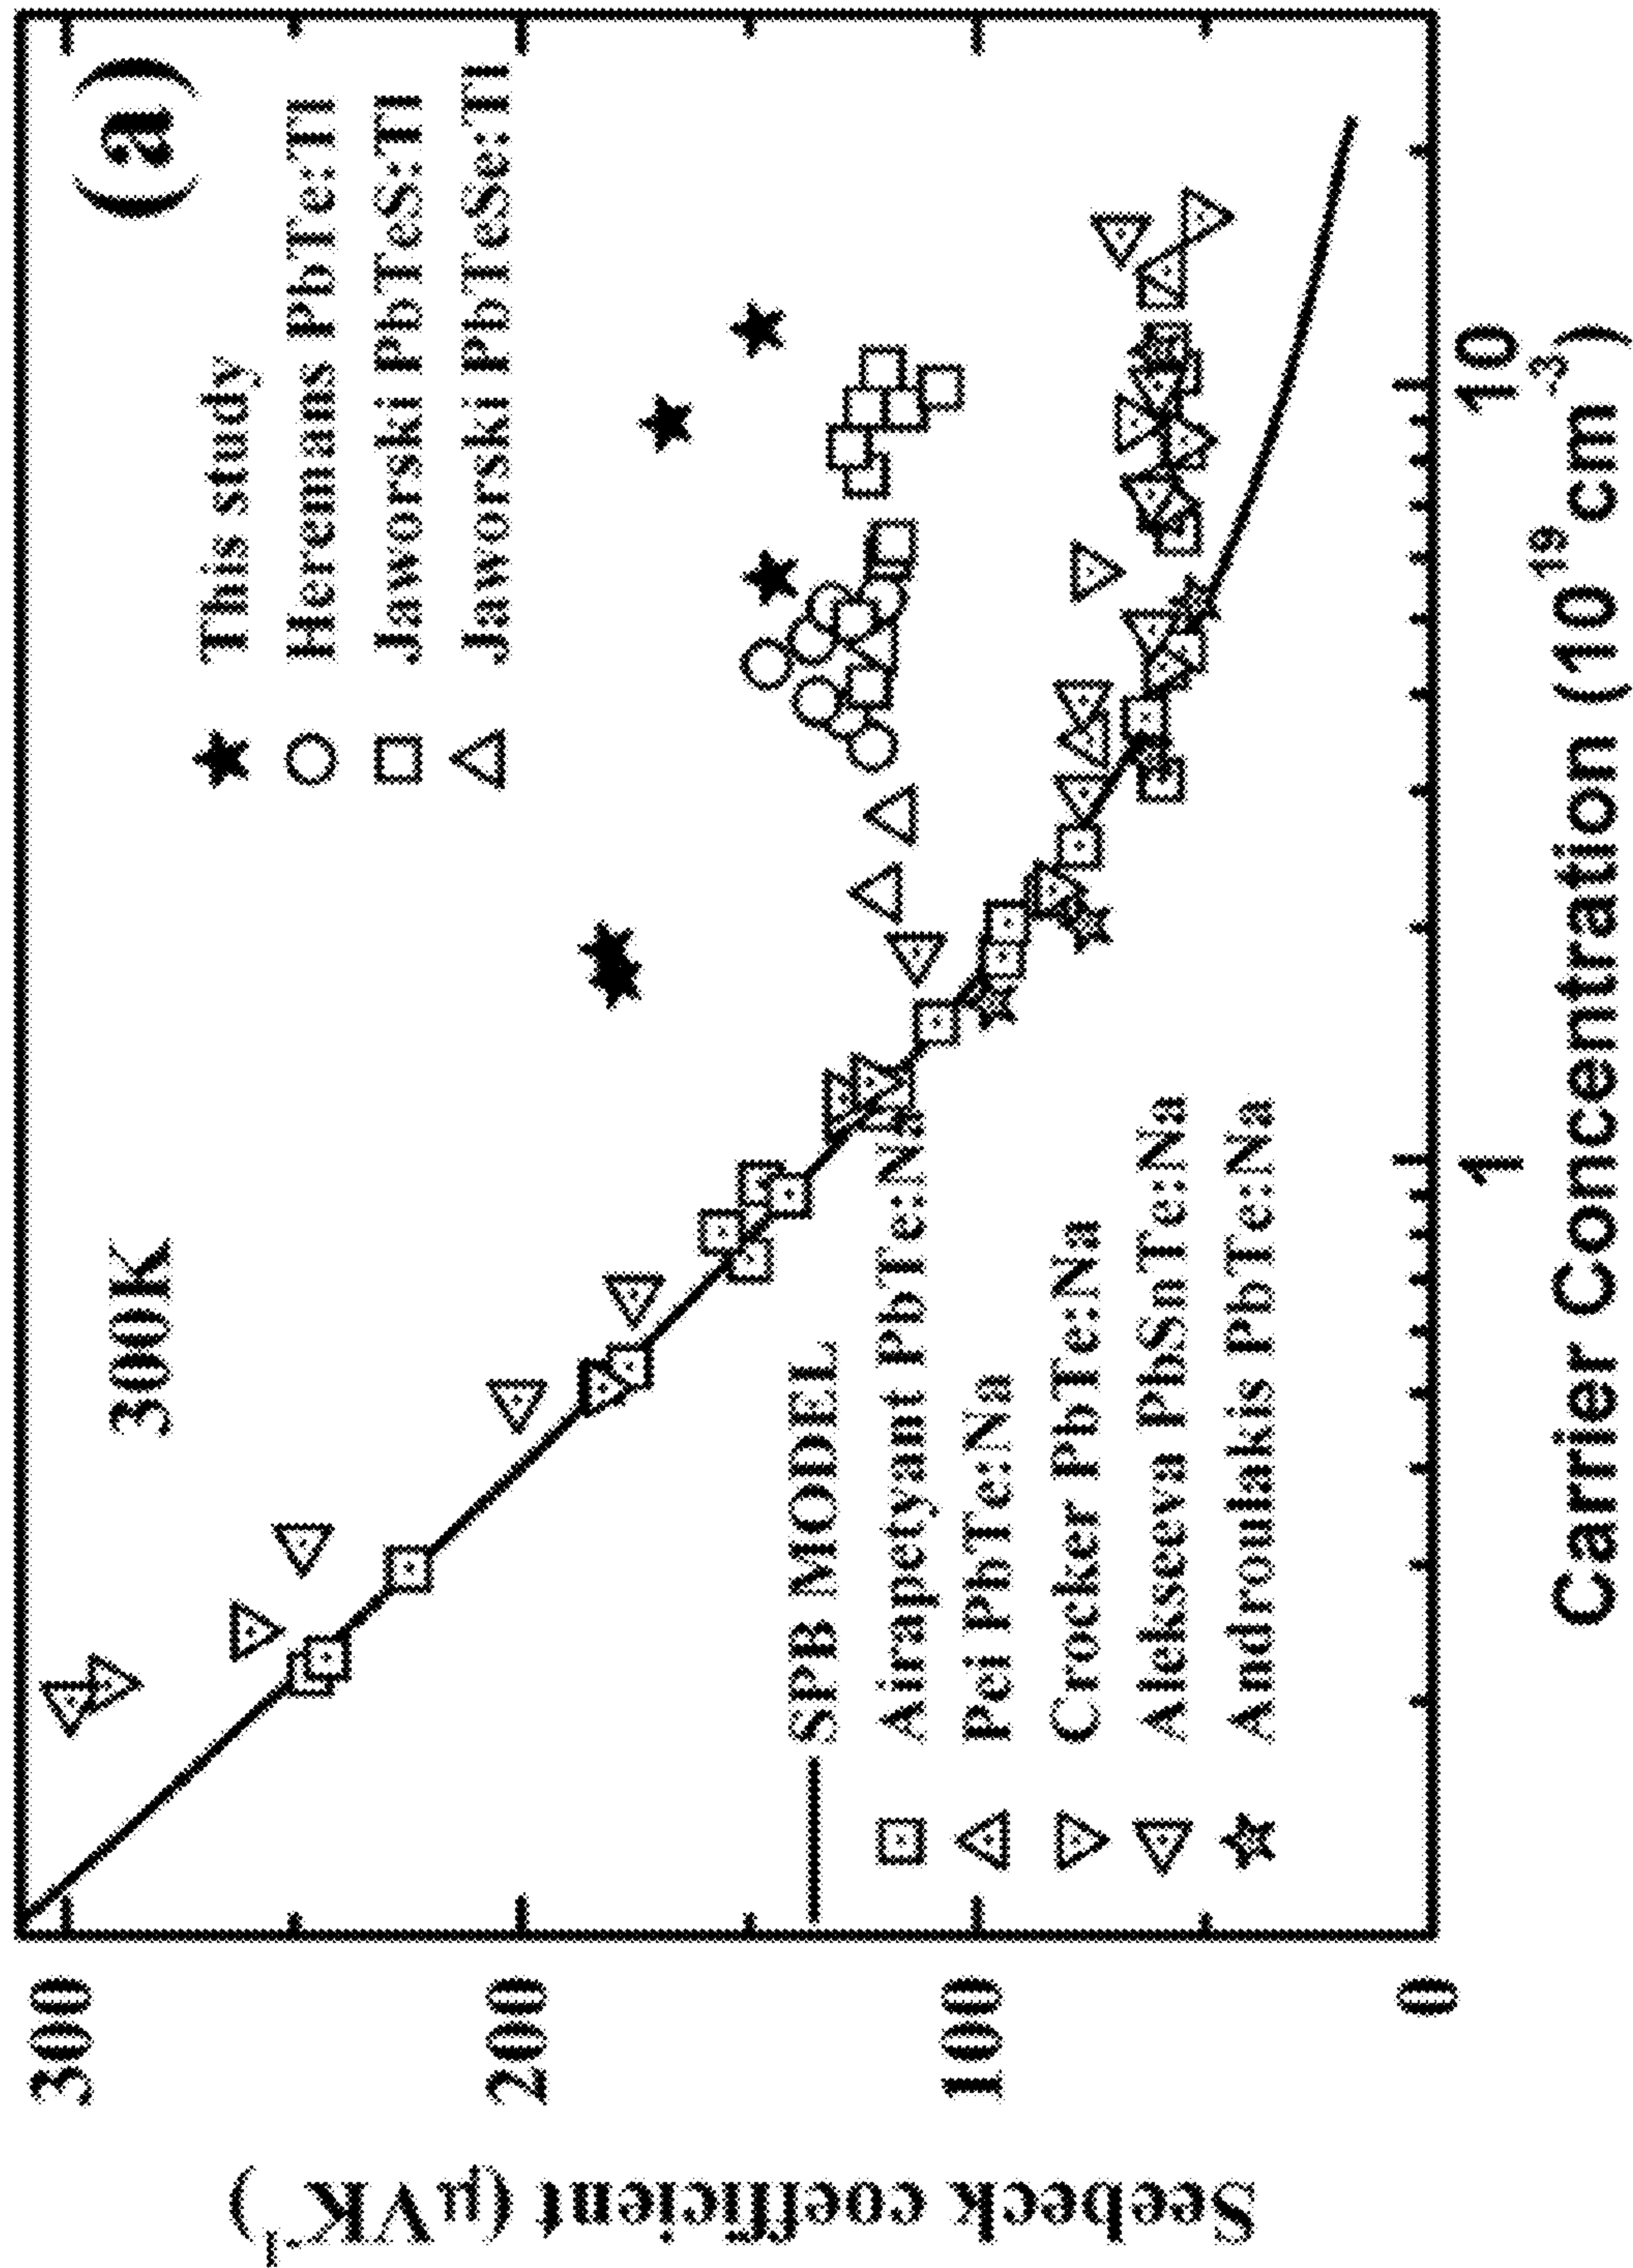 (a)
300K
This study
Heremans PbTe:Tl
Jaworski PbTeS:Tl
Jaworski PbTeSe:Tl
SPB MODEL
Airapetyant PbTe:Na
Pei PbTe:Na
Crocker PbTe:Na
Alekseeva PbSnTe:Na
Androulakis PbTe:Na
300
200
100
0
Seebeck coefficient (μVK⁻¹)
1
10
Carrier Concentration (10¹⁹cm⁻³)